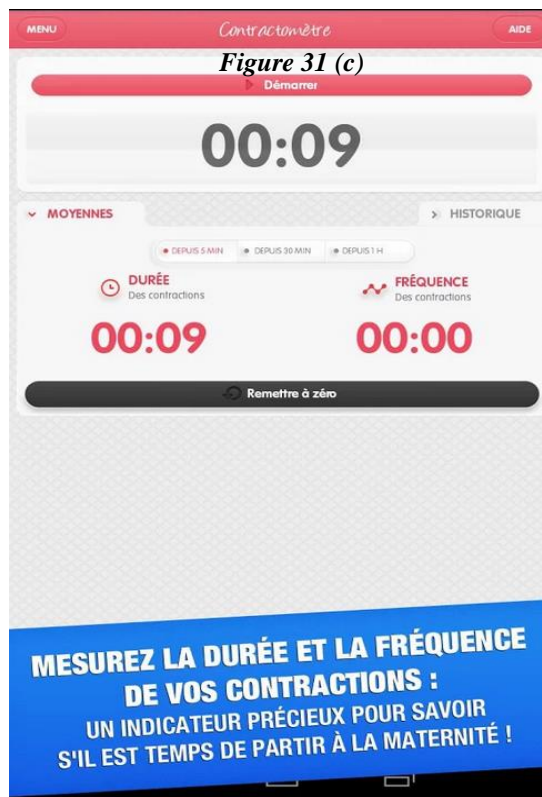 MENU Contractomètre AIDE
Figure 31 (c)
Démarrer
00:09
MOYENNES HISTORIQUE
DEPUIS 5 MIN DEPUIS 30 MIN DEPUIS 1 H
DURÉE FRÉQUENCE
Des contractions Des contractions
00:09 00:00
Remettre à zéro
MESUREZ LA DURÉE ET LA FRÉQUENCE
DE VOS CONTRACTIONS :
UN INDICATEUR PRÉCIEUX POUR SAVOIR
S'IL EST TEMPS DE PARTIR À LA MATERNITÉ !